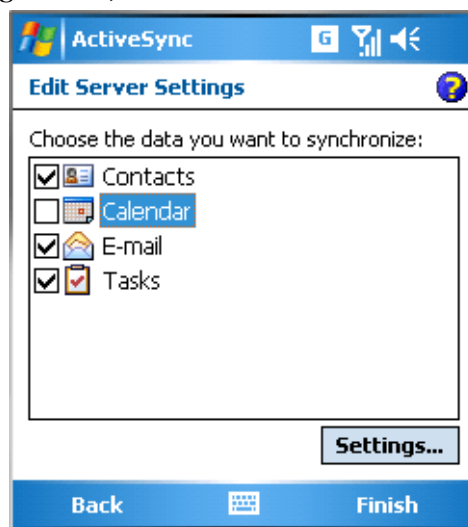 ActiveSync G
Edit Server Settings ?
Choose the data you want to synchronize:
Contacts
Calendar
E-mail
Tasks
Settings...
Back Finish